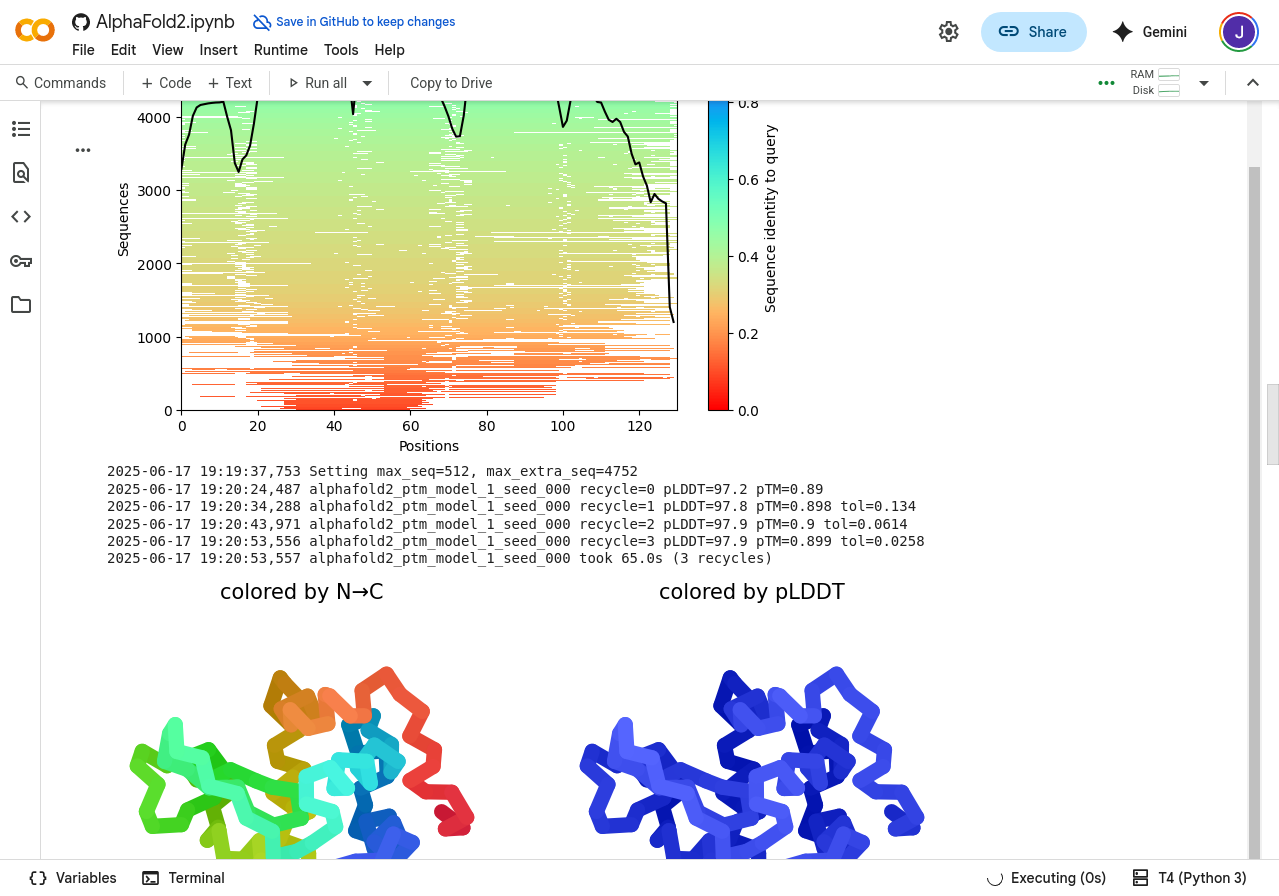 AlphaFold2.ipynb
Save in GitHub to keep changes
File Edit View Insert Runtime Tools Help
Share
Gemini
J
Commands + Code + Text Run all Copy to Drive
RAM
Disk
4000
3000
2000
1000
0
Sequences
0 20 40 60 80 100 120
Positions
0.8
0.6
0.4
0.2
0.0
Sequence identity to query
2025-06-17 19:19:37,753 Setting max_seq=512, max_extra_seq=4752
2025-06-17 19:20:24,487 alphafold2_ptm_model_1_seed_000 recycle=0 pLDDT=97.2 pTM=0.89
2025-06-17 19:20:34,288 alphafold2_ptm_model_1_seed_000 recycle=1 pLDDT=97.8 pTM=0.898 tol=0.134
2025-06-17 19:20:43,971 alphafold2_ptm_model_1_seed_000 recycle=2 pLDDT=97.9 pTM=0.9 tol=0.0614
2025-06-17 19:20:53,556 alphafold2_ptm_model_1_seed_000 recycle=3 pLDDT=97.9 pTM=0.899 tol=0.0258
2025-06-17 19:20:53,557 alphafold2_ptm_model_1_seed_000 took 65.0s (3 recycles)
colored by N→C
colored by pLDDT
Variables Terminal Executing (0s) T4 (Python 3)